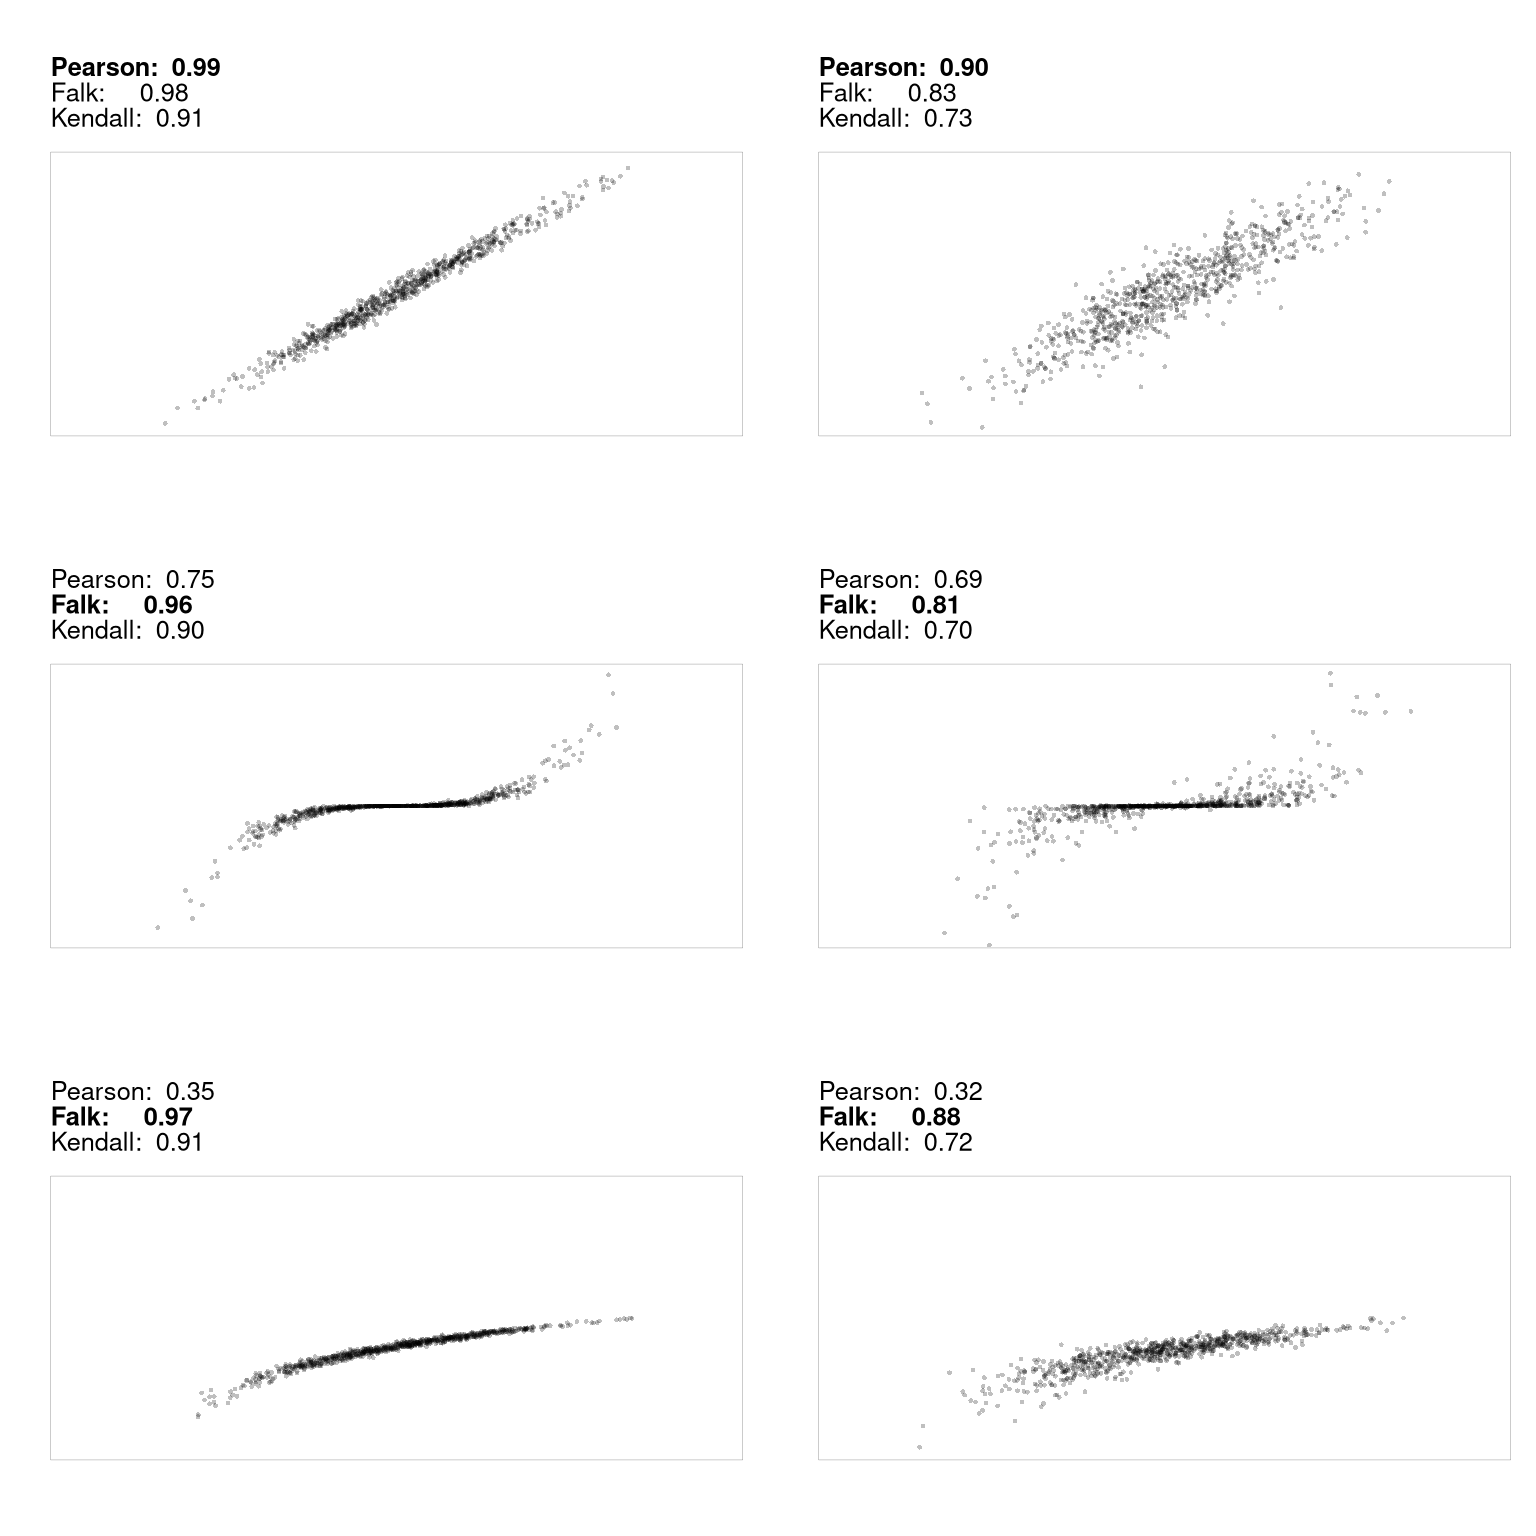 Pearson: 0.99
Falk: 0.98
Kendall: 0.91
Pearson: 0.90
Falk: 0.83
Kendall: 0.73
Pearson: 0.75
Falk: 0.96
Kendall: 0.90
Pearson: 0.69
Falk: 0.81
Kendall: 0.70
Pearson: 0.35
Falk: 0.97
Kendall: 0.91
Pearson: 0.32
Falk: 0.88
Kendall: 0.72